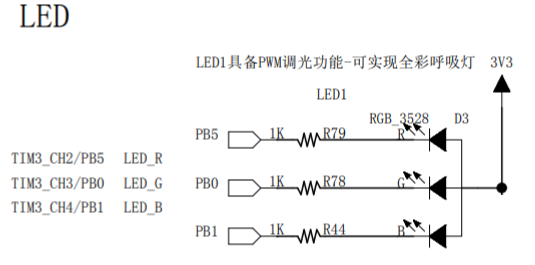 LED
LED1具备PWM调光功能-可实现全彩呼吸灯 3V3
LED1
RGB_3528 D3
PB5 1K R79 R
TIM3_CH2/PB5 LED_R
TIM3_CH3/PB0 LED_G
PB0 1K R78 G
TIM3_CH4/PB1 LED_B
PB1 1K R44 B